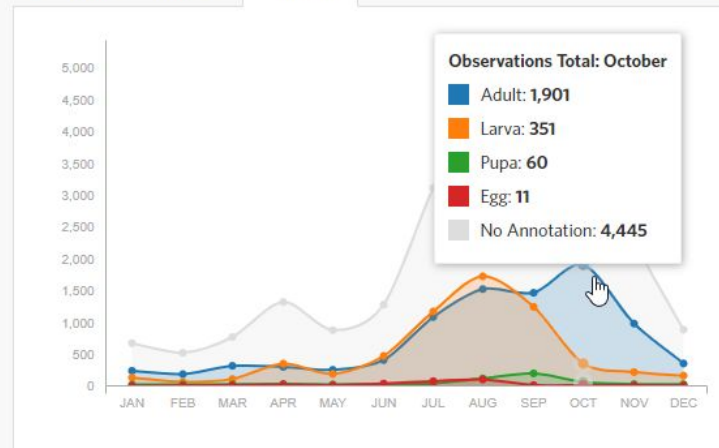 Observations Total: October
Adult: 1,901
Larva: 351
Pupa: 60
Egg: 11
No Annotation: 4,445
5,000
4,500
4,000
3,500
3,000
2,500
2,000
1,500
1,000
500
0
JAN FEB MAR APR MAY JUN JUL AUG SEP OCT NOV DEC